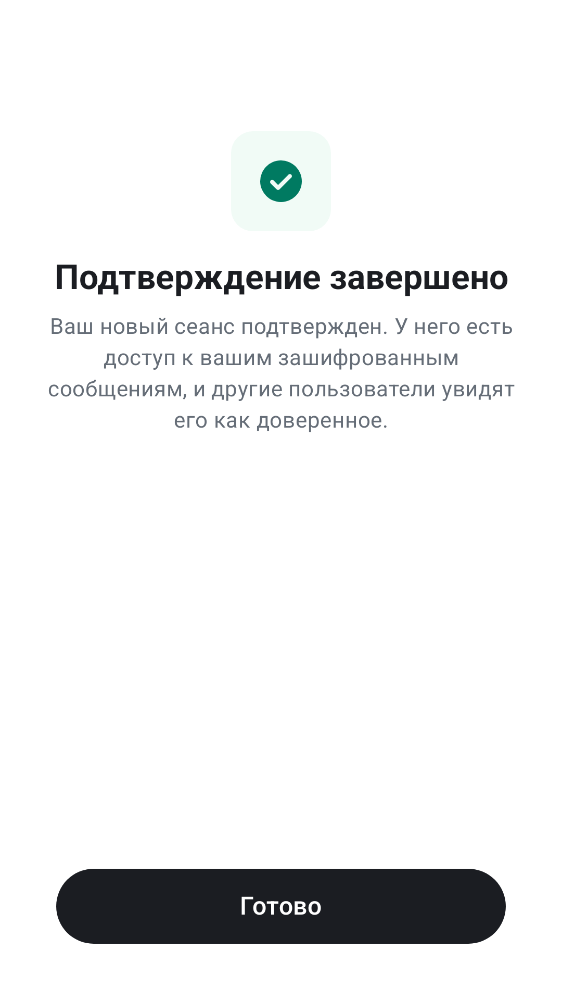 Подтверждение завершено
Ваш новый сеанс подтвержден. У него есть
доступ к вашим зашифрованным
сообщениям, и другие пользователи увидят
его как доверенное.
Готово